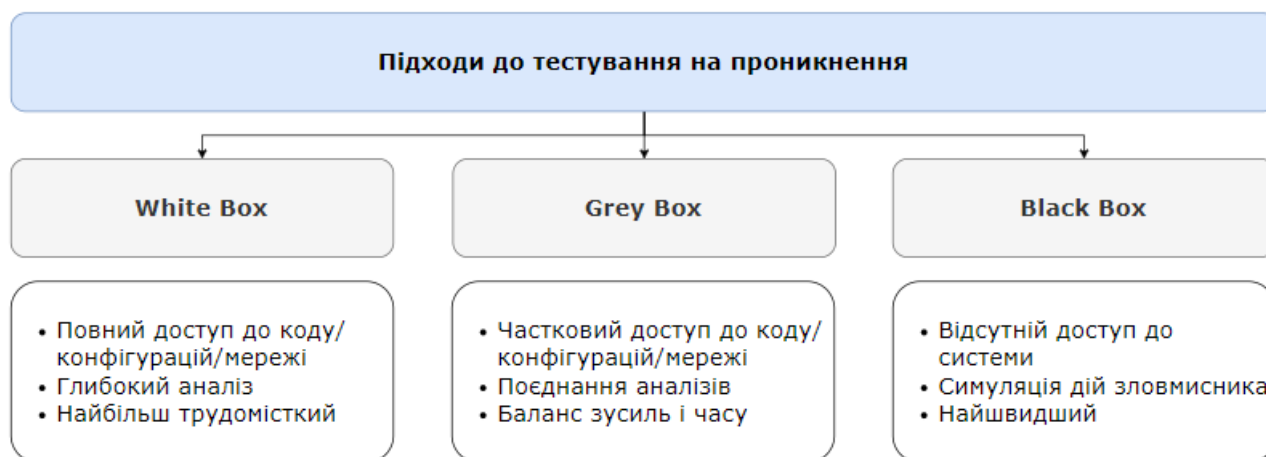 Підходи до тестування на проникнення
White Box
Grey Box
Black Box
• Повний доступ до коду/
конфігурацій/мережі
• Глибокий аналіз
• Найбільш трудомісткий
• Частковий доступ до коду/
конфігурацій/мережі
• Поєднання аналізів
• Баланс зусиль і часу
• Відсутній доступ до
системи
• Симуляція дій зловмисника
• Найшвидший